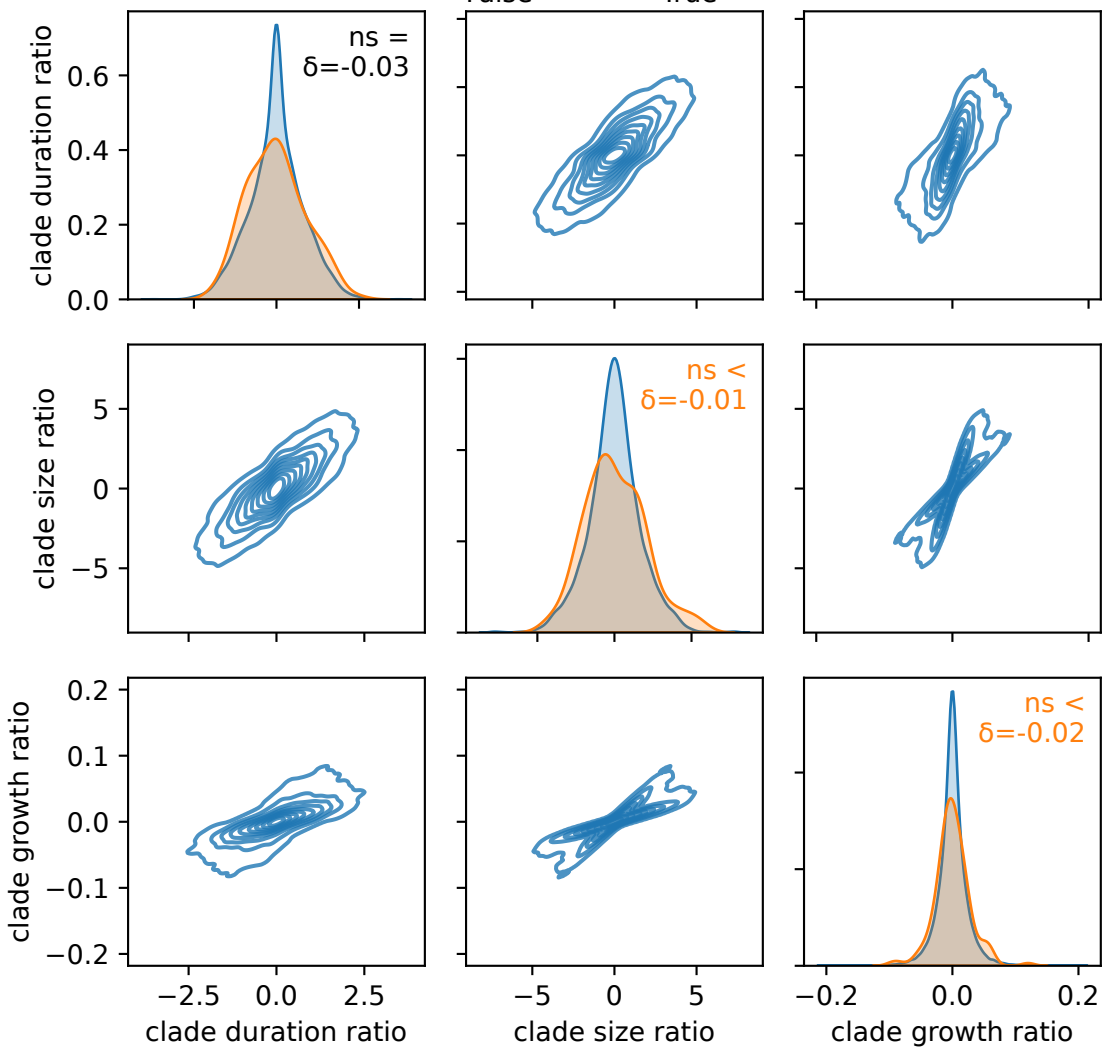 clade duration ratio
0.6
0.4
0.2
0.0
ns =
δ=-0.03
True
clade size ratio
5
0
−5
ns <
δ=-0.01
clade growth ratio
0.2
0.1
0.0
−0.1
−0.2
ns <
δ=-0.02
−2.5 0.0 2.5
−5 0 5
−0.2 0.0 0.2
clade duration ratio
clade size ratio
clade growth ratio